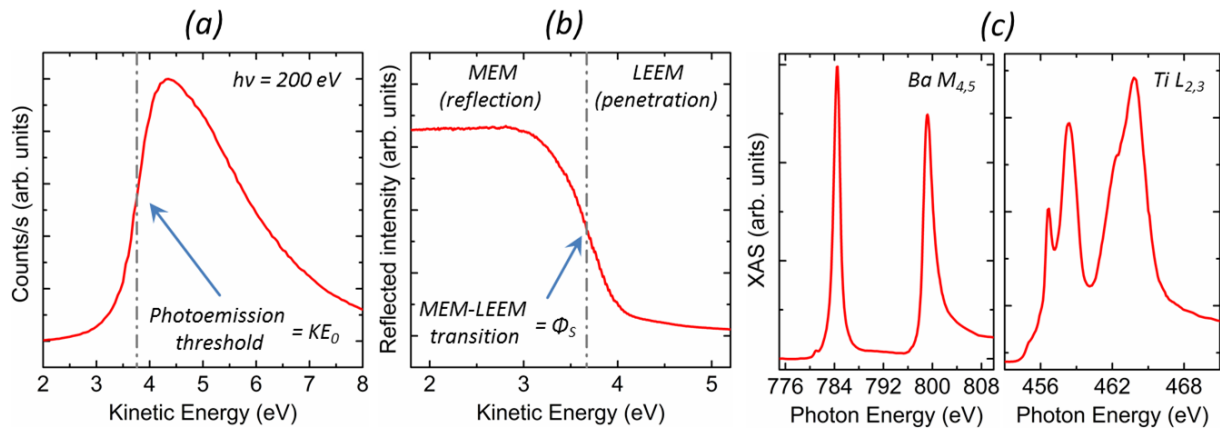 (a)
Counts/s (arb. units)
hν = 200 eV
Photoemission
threshold = KE₀
2 3 4 5 6 7 8
Kinetic Energy (eV)
(b)
Reflected intensity (arb. units)
MEM
(reflection)
LEEM
(penetration)
MEM-LEEM
transition = Φₛ
2 3 4 5
Kinetic Energy (eV)
(c)
XAS (arb. units)
Ba M₄,₅
776 784 792 800 810
Photon Energy (eV)
Ti L₂,₃
456 462 468
Photon Energy (eV)